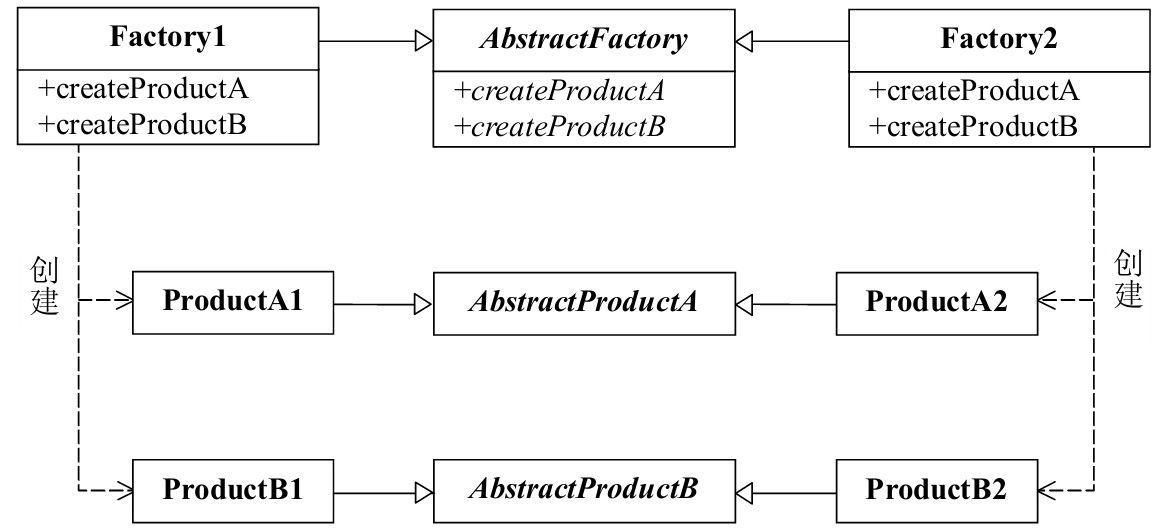 Factory1
+createProductA
+createProductB
AbstractFactory
+createProductA
+createProductB
Factory2
+createProductA
+createProductB
创
建
创
建
ProductA1
AbstractProductA
ProductA2
ProductB1
AbstractProductB
ProductB2